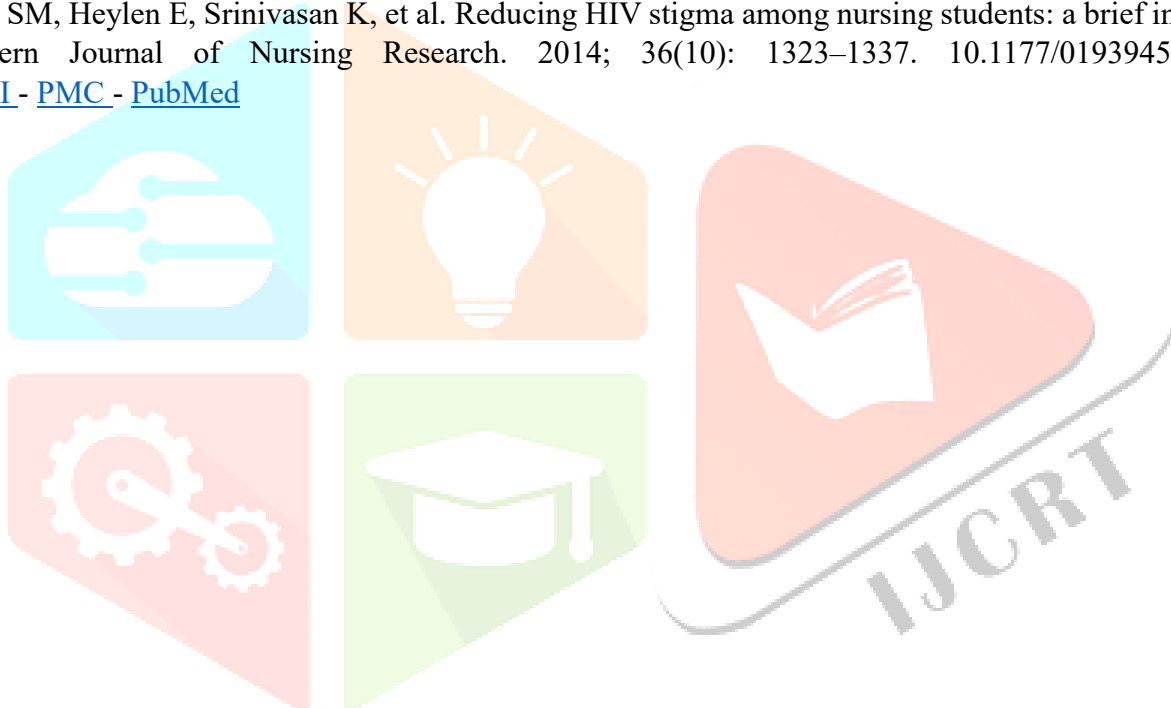 SM, Heylen E, Srinivasan K, et al. Reducing HIV stigma among nursing students: a brief in
ern Journal of Nursing Research. 2014; 36(10): 1323–1337. 10.1177/0193945
I - PMC - PubMed
IJCRT